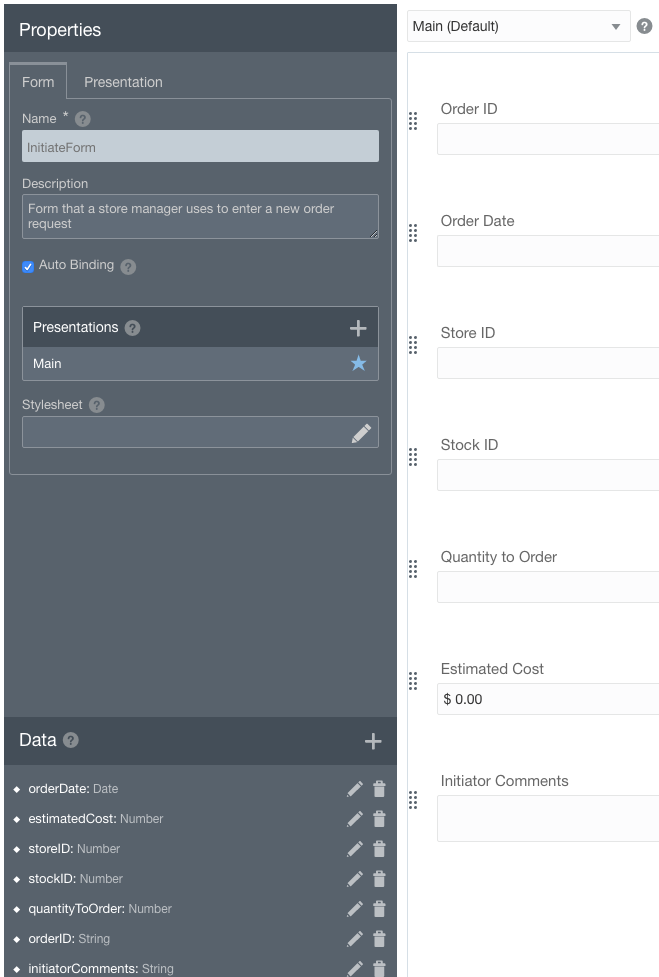 Properties
Form
Presentation
Name * ?
InitiateForm
Description
Form that a store manager uses to enter a new order
request
Auto Binding ?
Presentations ?
Main
Stylesheet ?
Data ?
orderDate: Date
estimatedCost: Number
storeID: Number
stockID: Number
quantityToOrder: Number
orderID: String
initiatorComments: String
Main (Default)
?
Order ID
Order Date
Store ID
Stock ID
Quantity to Order
Estimated Cost
$ 0.00
Initiator Comments